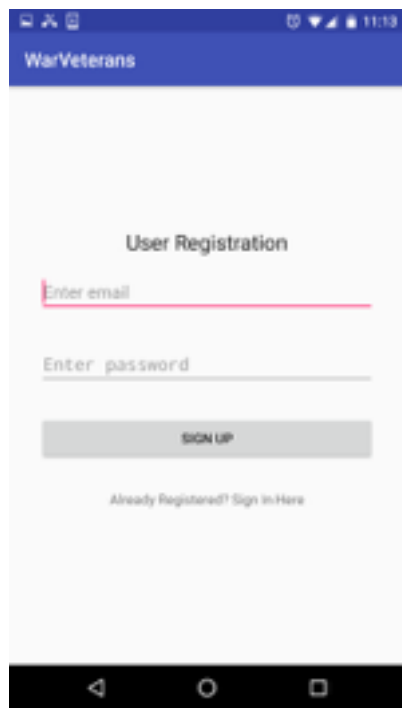 11:13
WarVeterans
User Registration
Enter email
Enter password
SIGN UP
Already Registered? Sign In Here